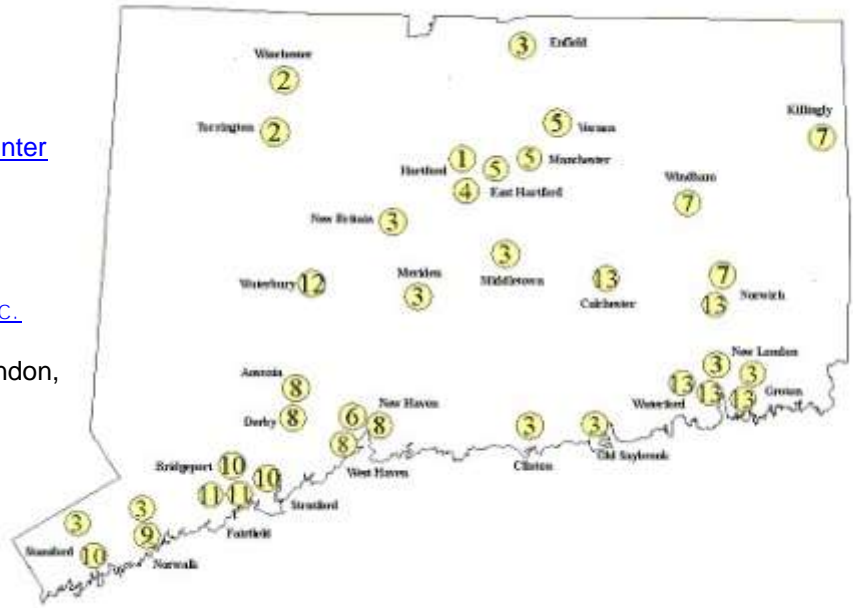 nter
C.
ndon,
Winchester
2
Torrington
2
3
Enfield
5
Vernon
Killingly
7
Hartford
1
5
5
Manchester
4
East Hartford
Windham
7
New Britain
3
3
Middletown
Waterbury
12
Meriden
3
13
Colchester
7
Norwich
13
Ansonia
8
Derby
8
6
New Haven
8
8
West Haven
3
Clinton
3
Old Saybrook
3
New London
3
Waterford
13
13
13
Groton
Bridgeport
10
10
Stratford
11
11
Fairfield
3
9
Norwalk
3
Stamford
10